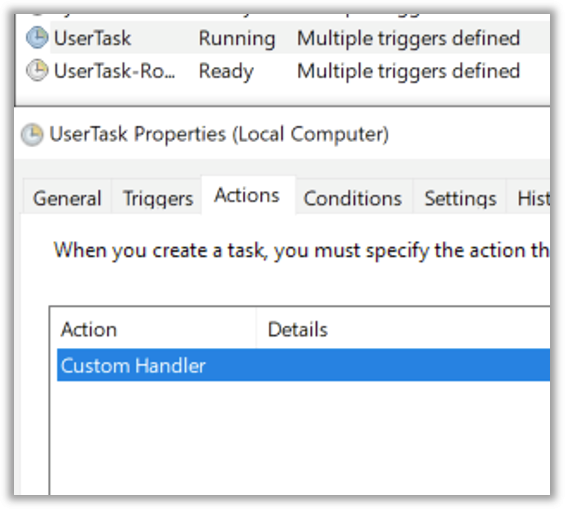 UserTask Running Multiple triggers defined
UserTask-Ro... Ready Multiple triggers defined
UserTask Properties (Local Computer)
General Triggers Actions Conditions Settings Hist
When you create a task, you must specify the action th
Action Details
Custom Handler